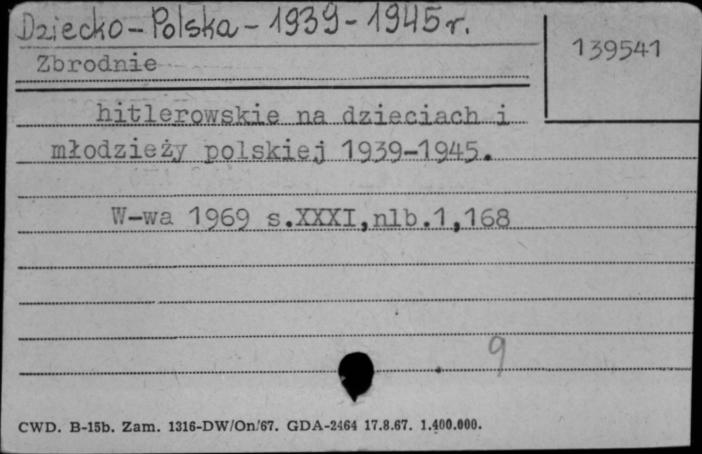 Dziecko - Polska - 1939 - 1945 r.
139541
Zbrodnie
hitlerowskie na dzieciach i
młodzieży polskiej 1939-1945.
W-wa 1969 s.XXXI,nlb.1,168
9
CWD. B-15b. Zam. 1316-DW/On/67. GDA-2464 17.8.67. 1.400.000.